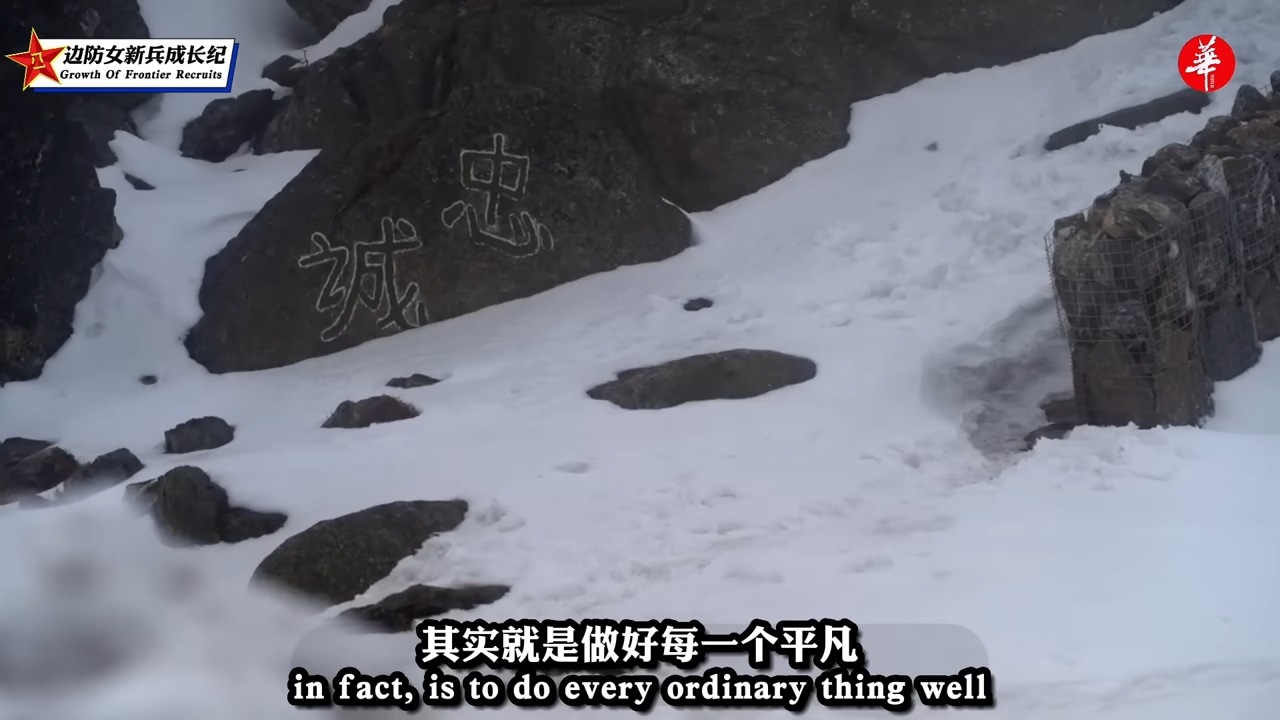 边防女新兵成长纪
Growth Of Frontier Recruits
華
忠
诚
其实就是做好每一个平凡
in fact, is to do every ordinary thing well